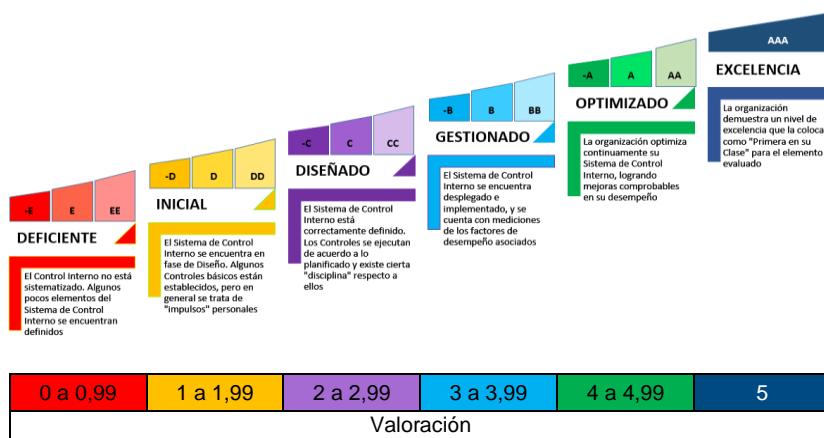 -E E EE
DEFICIENTE
El Control Interno no está
sistematizado. Algunos
pocos elementos del
Sistema de Control
Interno se encuentran
definidos
-D D DD
INICIAL
El Sistema de Control
Interno se encuentra en
fase de Diseño. Algunos
Controles básicos están
establecidos, pero en
general se trata de
"impulsos" personales
-C C CC
DISEÑADO
El Sistema de Control
Interno está
correctamente definido.
Los Controles se ejecutan
de acuerdo a lo
planificado y existe cierta
"disciplina" respecto a
ellos
-B B BB
GESTIONADO
El Sistema de Control
Interno se encuentra
desplegado e
implementado, y se
cuenta con mediciones de
los factores de
desempeño asociados
-A A AA
OPTIMIZADO
La organización optimiza
continuamente su
Sistema de Control
Interno, logrando
mejoras comprobables
en su desempeño
AAA
EXCELENCIA
La organización
demuestra un nivel de
excelencia que la coloca
como "Primera en su
Clase" para el elemento
evaluado
0 a 0,99 1 a 1,99 2 a 2,99 3 a 3,99 4 a 4,99 5
Valoración